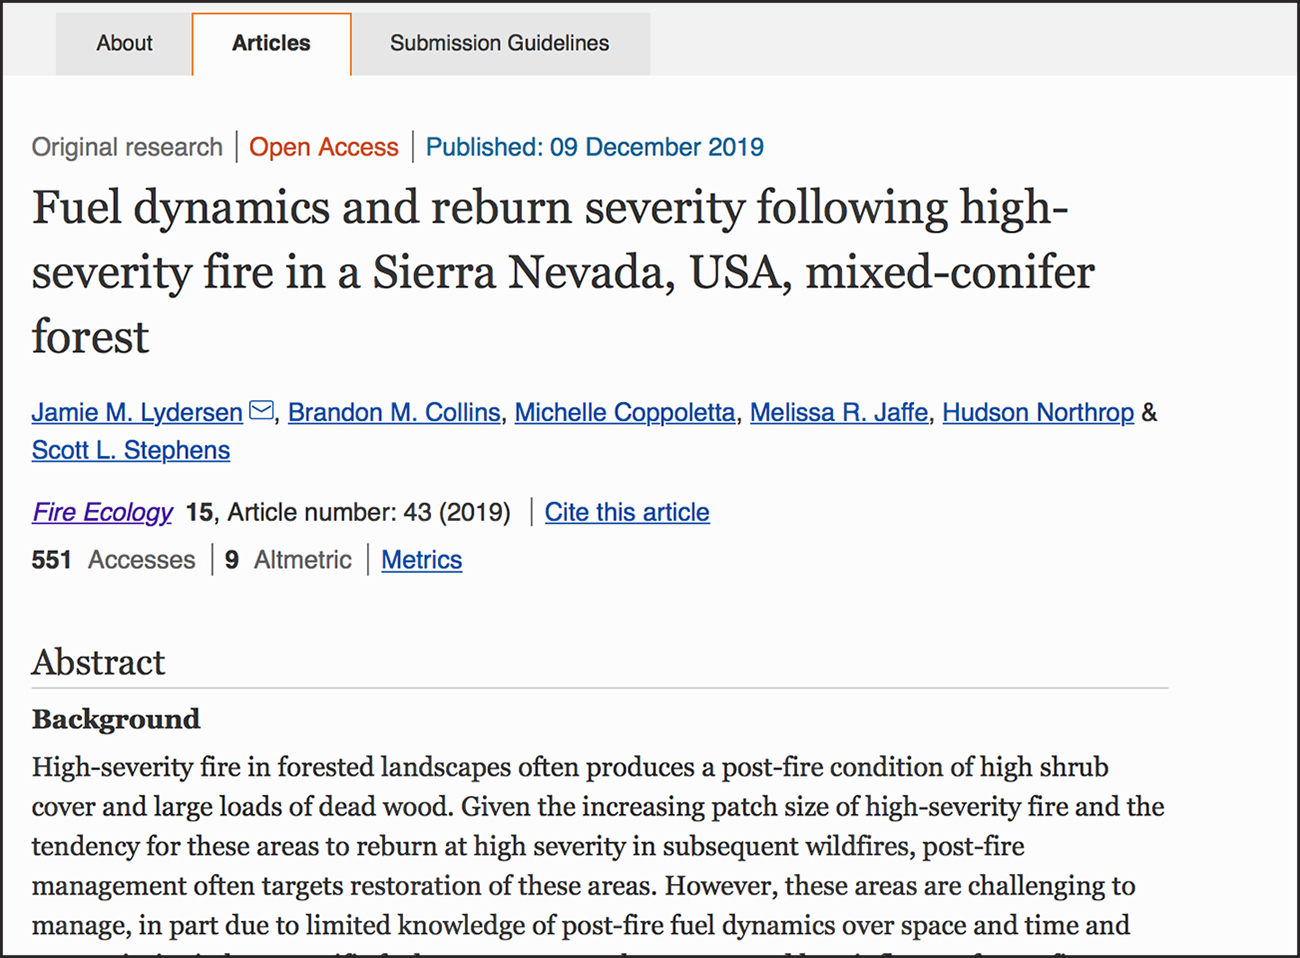 About Articles Submission Guidelines
Original research | Open Access | Published: 09 December 2019
Fuel dynamics and reburn severity following high-
severity fire in a Sierra Nevada, USA, mixed-conifer
forest
Jamie M. Lydersen, Brandon M. Collins, Michelle Coppoletta, Melissa R. Jaffe, Hudson Northrop &
Scott L. Stephens
Fire Ecology 15, Article number: 43 (2019) | Cite this article
551 Accesses | 9 Altmetric | Metrics
Abstract
Background
High-severity fire in forested landscapes often produces a post-fire condition of high shrub
cover and large loads of dead wood. Given the increasing patch size of high-severity fire and the
tendency for these areas to reburn at high severity in subsequent wildfires, post-fire
management often targets restoration of these areas. However, these areas are challenging to
manage, in part due to limited knowledge of post-fire fuel dynamics over space and time and